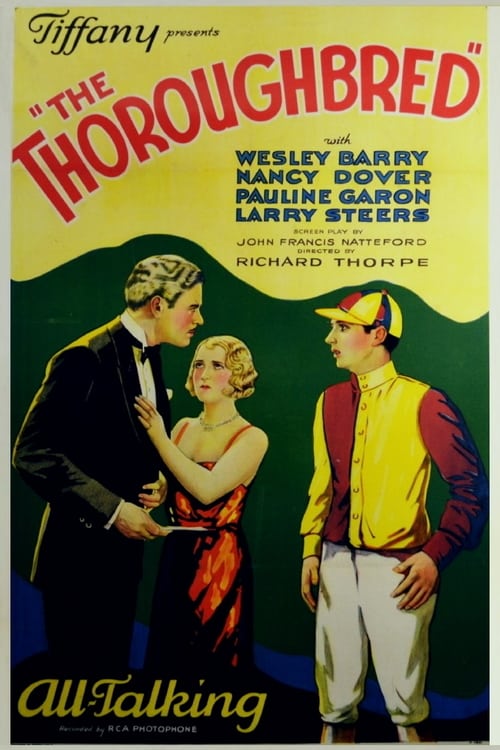 Tiffany presents
"THE
THOROUGHBRED"
with
WESLEY BARRY
NANCY DOVER
PAULINE GARON
LARRY STEERS
SCREEN PLAY BY
JOHN FRANCIS NATTEFORD
DIRECTED BY
RICHARD THORPE
All-Talking
Recorded by RCA PHOTOPHONE